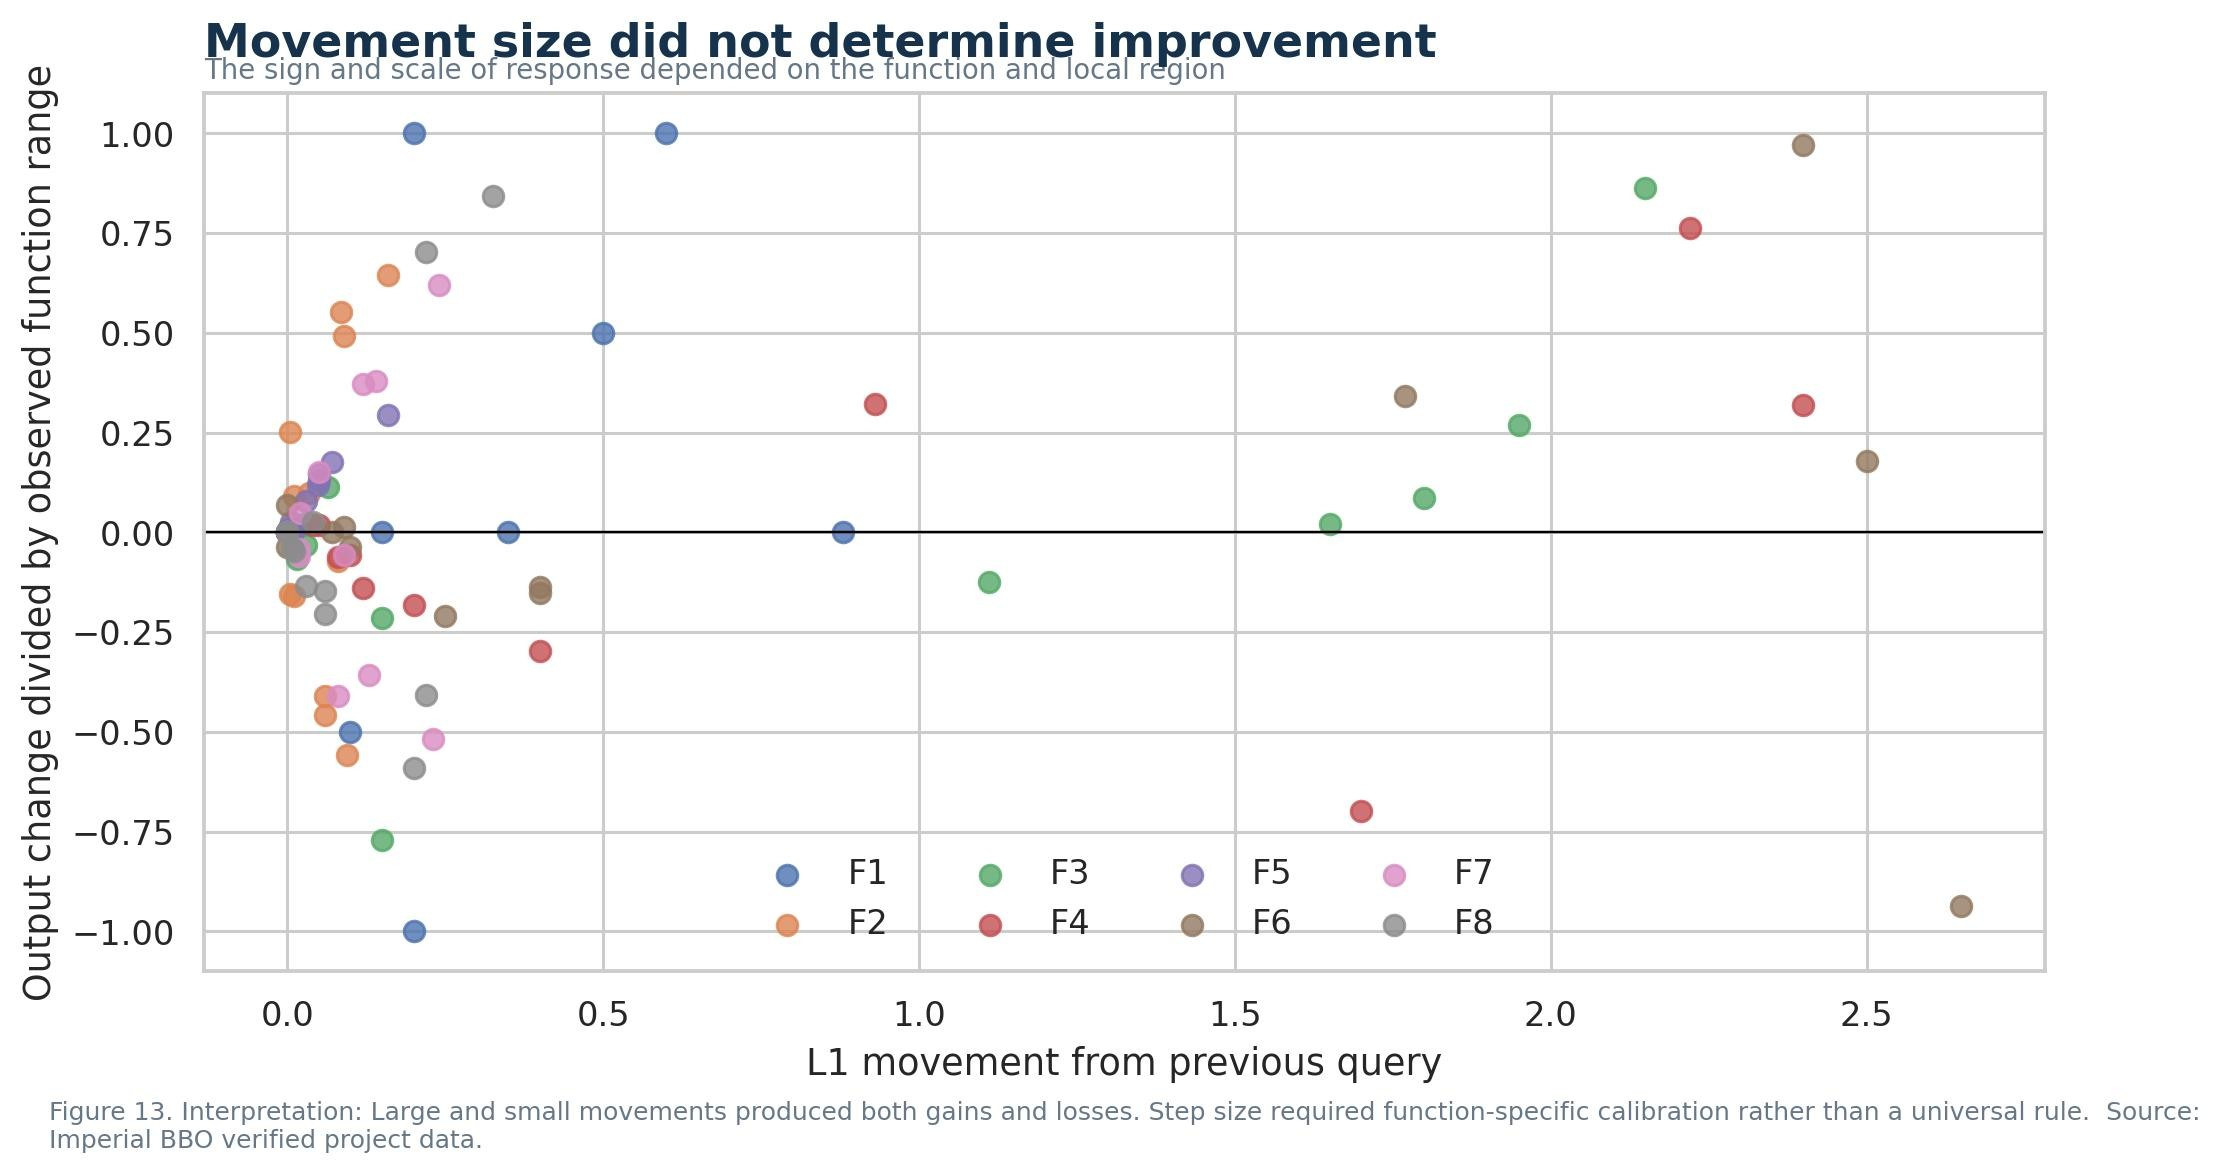 Movement size did not determine improvement
The sign and scale of response depended on the function and local region
Output change divided by observed function range
1.00
0.75
0.50
0.25
0.00
−0.25
−0.50
−0.75
−1.00
F1 F3 F5 F7
F2 F4 F6 F8
0.0 0.5 1.0 1.5 2.0 2.5
L1 movement from previous query
Figure 13. Interpretation: Large and small movements produced both gains and losses. Step size required function-specific calibration rather than a universal rule.  Source:
Imperial BBO verified project data.